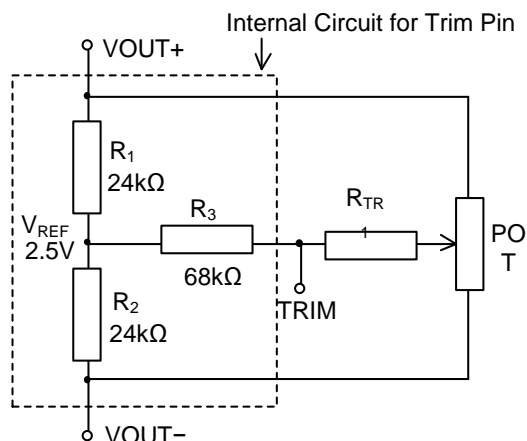 Internal Circuit for Trim Pin
VOUT+
R1
24kΩ
R3
RTR
1
VREF
2.5V
PO
T
68kΩ
R2
24kΩ
TRIM
VOUT−